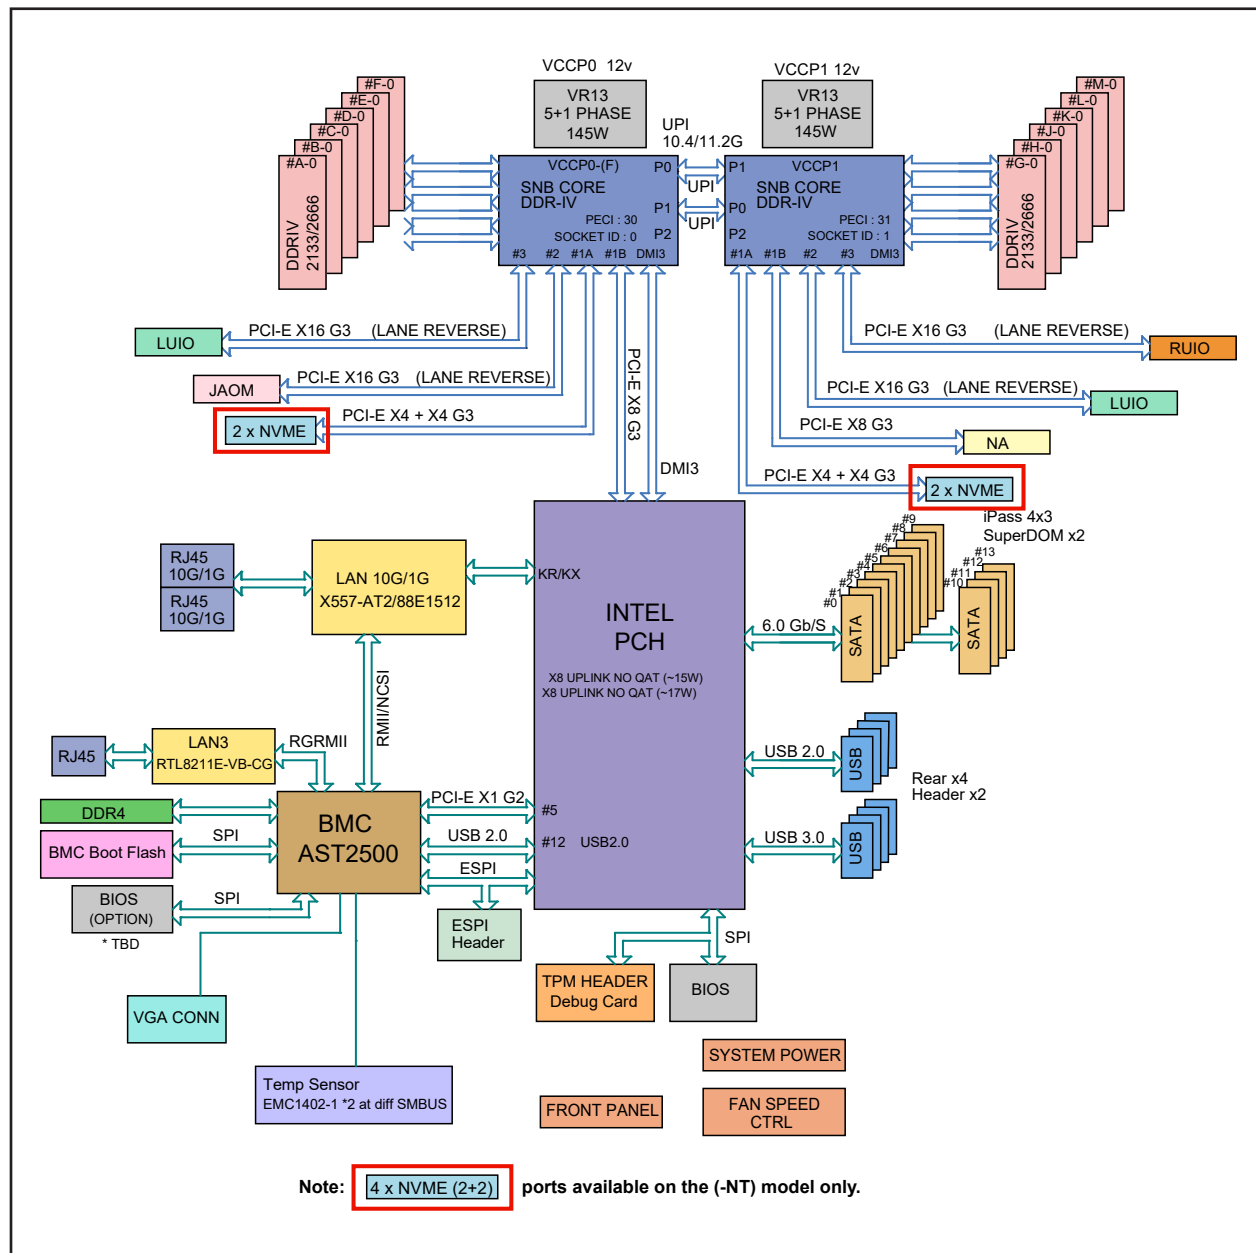 VCCP0 12v
VCCP1 12v
VR13
5+1 PHASE
145W
VR13
5+1 PHASE
145W
UPI
10.4/11.2G
#F-0
#E-0
#D-0
#C-0
#B-0
#A-0
DDRIV
2133/2666
#M-0
#L-0
#K-0
#J-0
#H-0
#G-0
DDRIV
2133/2666
VCCP0-(F)
P0
SNB CORE
DDR-IV
P1
PECI : 30
SOCKET ID : 0
P2
#3
#2
#1A
#1B
DMI3
UPI
UPI
P1
VCCP1
SNB CORE
DDR-IV
P0
PECI : 31
P2
SOCKET ID : 1
#1A
#1B
#2
#3
DMI3
LUIO
PCI-E X16 G3 (LANE REVERSE)
JAOM
PCI-E X16 G3 (LANE REVERSE)
2 x NVME
PCI-E X4 + X4 G3
PCI-E X8 G3
DMI3
PCI-E X16 G3 (LANE REVERSE)
RUIO
PCI-E X16 G3 (LANE REVERSE)
LUIO
PCI-E X8 G3
NA
PCI-E X4 + X4 G3
2 x NVME
iPass 4x3
SuperDOM x2
RJ45
10G/1G
RJ45
10G/1G
LAN 10G/1G
X557-AT2/88E1512
KR/KX
INTEL
PCH
X8 UPLINK NO QAT (~15W)
X8 UPLINK NO QAT (~17W)
6.0 Gb/S
#9
#8
#7
#6
#5
#4
#3
#2
#1
#0
SATA
#13
#12
#11
#10
SATA
RMII/NCSI
RJ45
LAN3
RTL8211E-VB-CG
RGRMII
USB 2.0
USB
Rear x4
Header x2
USB 3.0
USB
DDR4
BMC Boot Flash
SPI
BIOS
(OPTION)
* TBD
SPI
BMC
AST2500
PCI-E X1 G2
#5
USB 2.0
#12 USB2.0
ESPI
ESPI
Header
SPI
TPM HEADER
Debug Card
BIOS
VGA CONN
Temp Sensor
EMC1402-1 *2 at diff SMBUS
SYSTEM POWER
FRONT PANEL
FAN SPEED
CTRL
Note: 4 x NVME (2+2) ports available on the (-NT) model only.